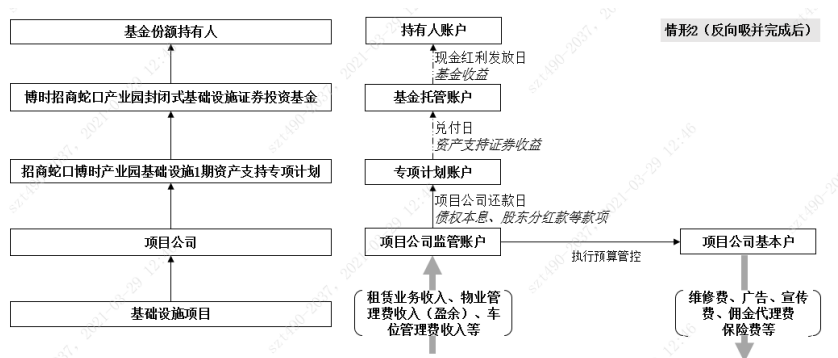 基金份额持有人
持有人账户
情形2（反向吸并完成后）
现金红利发放日
基金收益
博时招商蛇口产业园封闭式基础设施证券投资基金
基金托管账户
兑付日
资产支持证券收益
招商蛇口博时产业园基础设施1期资产支持专项计划
专项计划账户
项目公司还款日
债权本息、股东分红款等款项
项目公司
项目公司监管账户
执行预算管控
项目公司基本户
基础设施项目
租赁业务收入、物业管
理费收入（盈余）、车
位管理费收入等
维修费、广告、宣传
费、佣金代理费
保险费等
szt490-2037, 2021-03-29 12:46